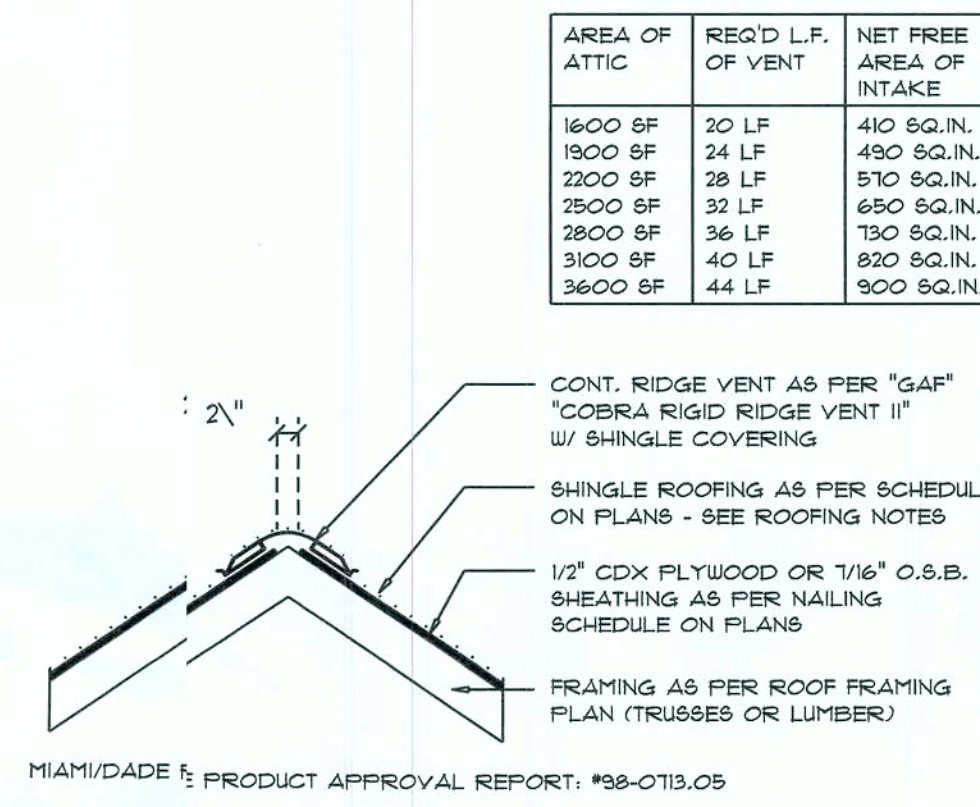 AREA OF ATTIC REQ'D L.F. OF VENT NET FREE AREA OF INTAKE
1600 SF 20 LF 410 SQ.IN.
1900 SF 24 LF 490 SQ.IN.
2200 SF 28 LF 570 SQ.IN.
2500 SF 32 LF 650 SQ.IN.
2800 SF 36 LF 730 SQ.IN.
3100 SF 40 LF 820 SQ.IN.
3600 SF 44 LF 900 SQ.IN.
CONT. RIDGE VENT AS PER "GAF"
"COBRA RIGID RIDGE VENT II"
W/ SHINGLE COVERING
2\"
SHINGLE ROOFING AS PER SCHEDUL
ON PLANS - SEE ROOFING NOTES
1/2" CDX PLYWOOD OR 7/16" O.S.B.
SHEATHING AS PER NAILING
SCHEDULE ON PLANS
FRAMING AS PER ROOF FRAMING
PLAN (TRUSSES OR LUMBER)
MIAMI/DADE PRODUCT APPROVAL REPORT: #98-0713.05